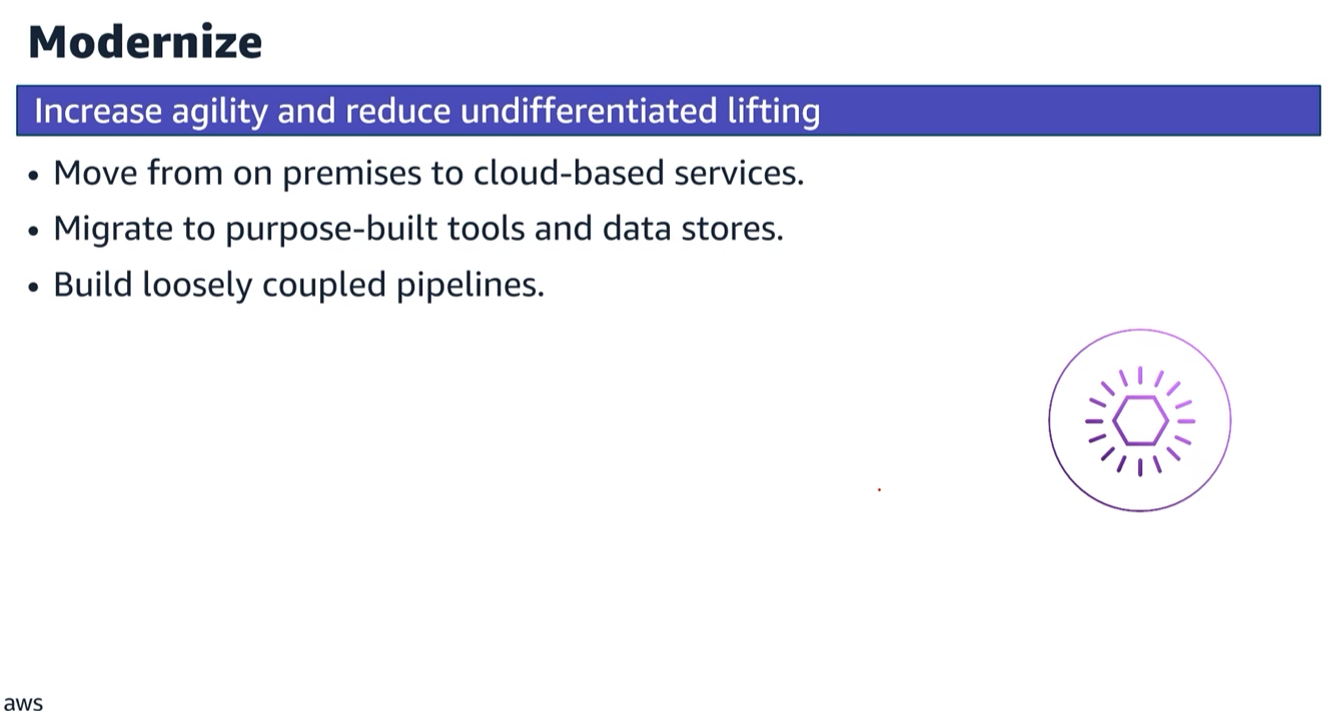 Modernize
Increase agility and reduce undifferentiated lifting
• Move from on premises to cloud-based services.
• Migrate to purpose-built tools and data stores.
• Build loosely coupled pipelines.
aws